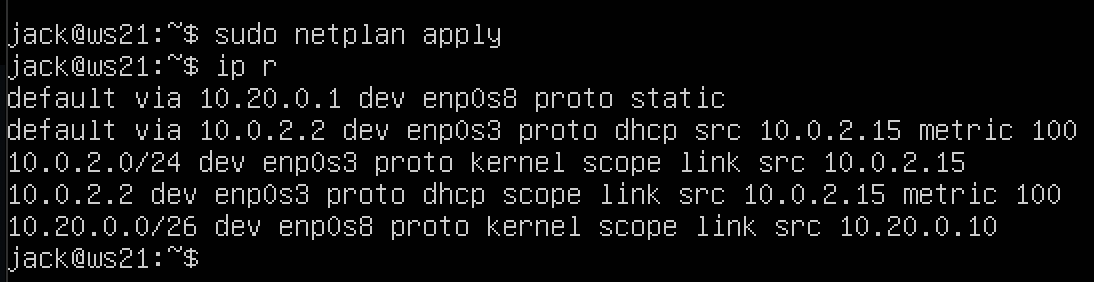 jack@ws21:~$ sudo netplan apply
jack@ws21:~$ ip r
default via 10.20.0.1 dev enp0s8 proto static
default via 10.0.2.2 dev enp0s3 proto dhcp src 10.0.2.15 metric 100
10.0.2.0/24 dev enp0s3 proto kernel scope link src 10.0.2.15
10.0.2.2 dev enp0s3 proto dhcp scope link src 10.0.2.15 metric 100
10.20.0.0/26 dev enp0s8 proto kernel scope link src 10.20.0.10
jack@ws21:~$